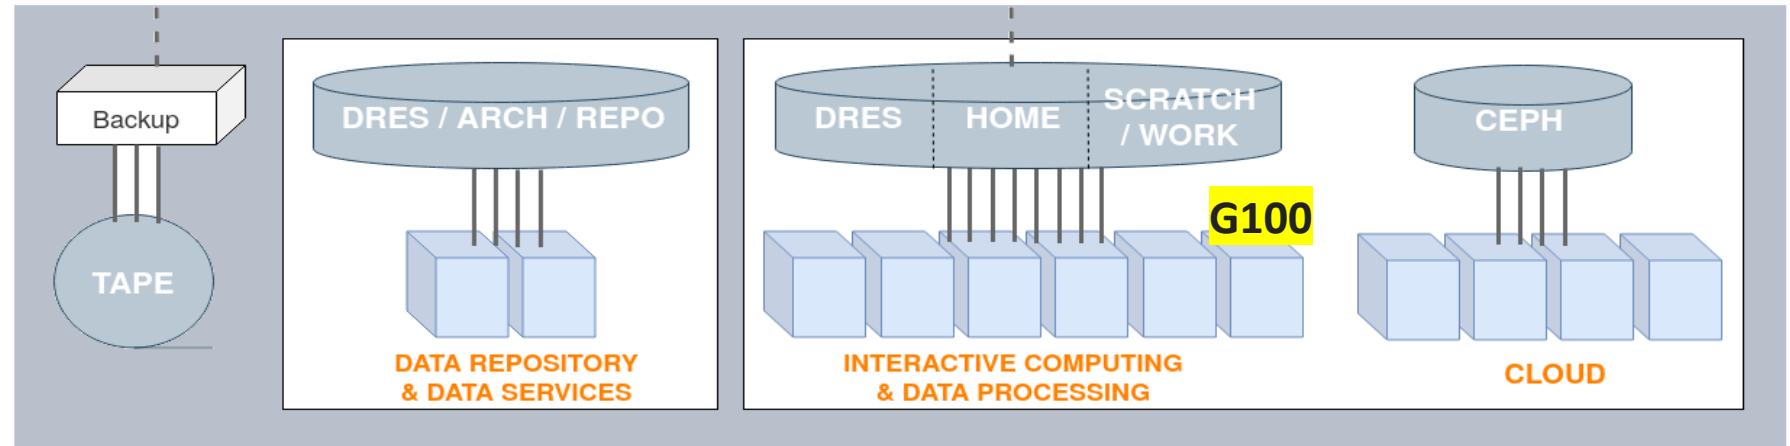 Backup
TAPE
DRES / ARCH / REPO
DATA REPOSITORY
& DATA SERVICES
DRES
HOME
SCRATCH
/ WORK
G100
INTERACTIVE COMPUTING
& DATA PROCESSING
CEPH
CLOUD